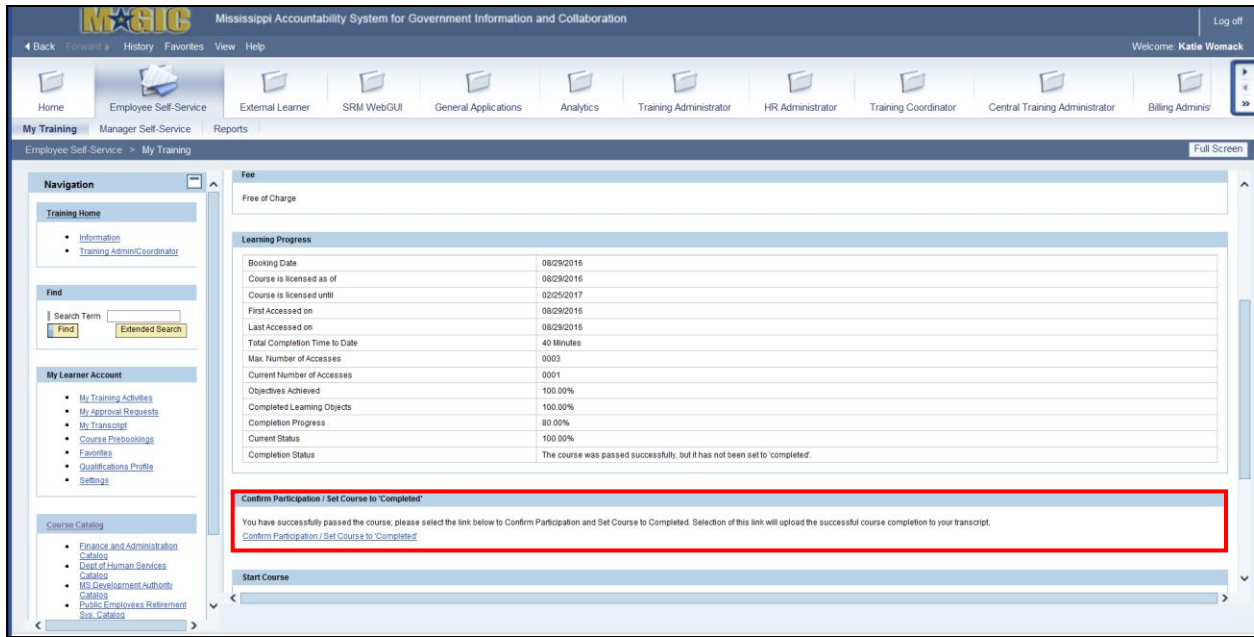 MAGIC
Mississippi Accountability System for Government Information and Collaboration
Log off
Back Forward History Favorites View Help
Welcome: Katie Womack
Home Employee Self-Service External Learner SRM WebGUI General Applications Analytics Training Administrator HR Administrator Training Coordinator Central Training Administrator Billing Adminis
My Training Manager Self-Service Reports
Employee Self-Service > My Training
Full Screen
Navigation
Training Home
Information
Training Admin/Coordinator
Find
Search Term
Find Extended Search
My Learner Account
My Training Activities
My Approval Requests
My Transcript
Course Prebookings
Favorites
Qualifications Profile
Settings
Course Catalog
Finance and Administration
Catalog
Dept of Human Services
Catalog
MS Development Authority
Catalog
Public Employees Retirement
Sys. Catalog
Fee
Free of Charge
Learning Progress
Booking Date 08/29/2016
Course is licensed as of 08/29/2016
Course is licensed until 02/25/2017
First Accessed on 08/29/2016
Last Accessed on 08/29/2016
Total Completion Time to Date 40 Minutes
Max. Number of Accesses 0003
Current Number of Accesses 0001
Objectives Achieved 100.00%
Completed Learning Objects 100.00%
Completion Progress 80.00%
Current Status 100.00%
Completion Status The course was passed successfully, but it has not been set to 'completed'.
Confirm Participation / Set Course to 'Completed'
You have successfully passed the course; please select the link below to Confirm Participation and Set Course to Completed. Selection of this link will upload the successful course completion to your transcript.
Confirm Participation / Set Course to 'Completed'
Start Course